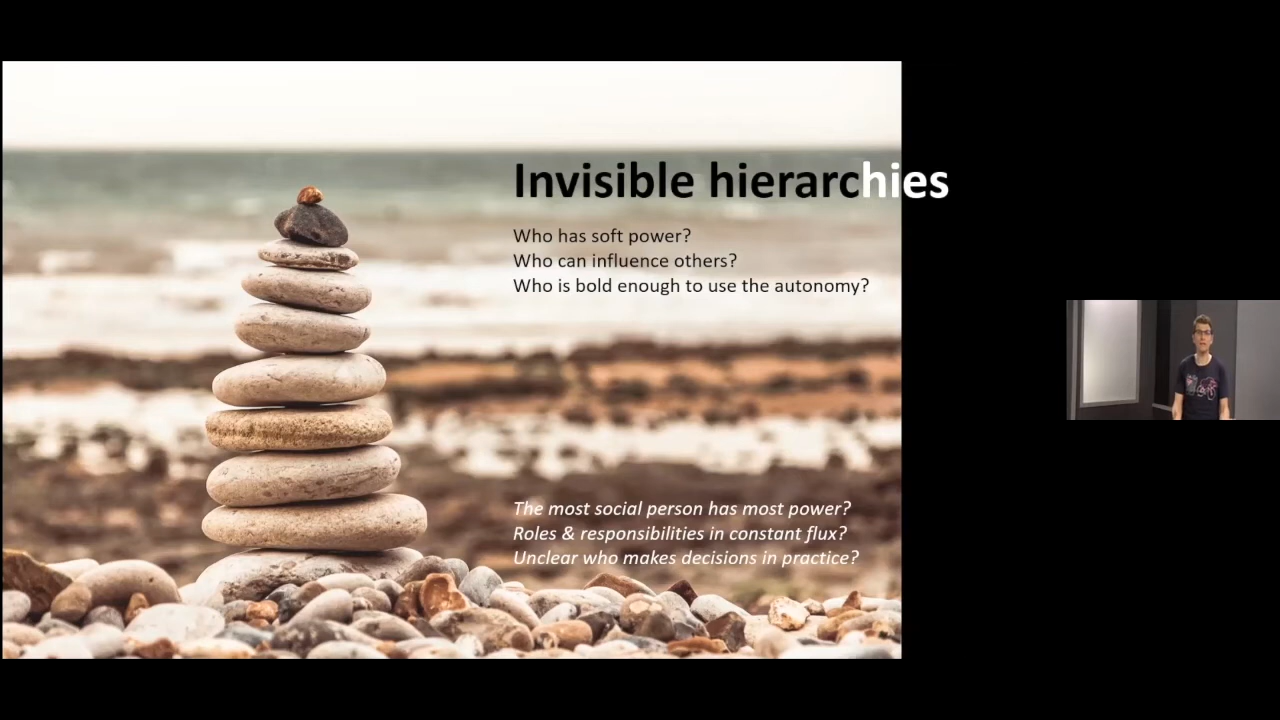 Invisible hierarchies
Who has soft power?
Who can influence others?
Who is bold enough to use the autonomy?
The most social person has most power?
Roles & responsibilities in constant flux?
Unclear who makes decisions in practice?